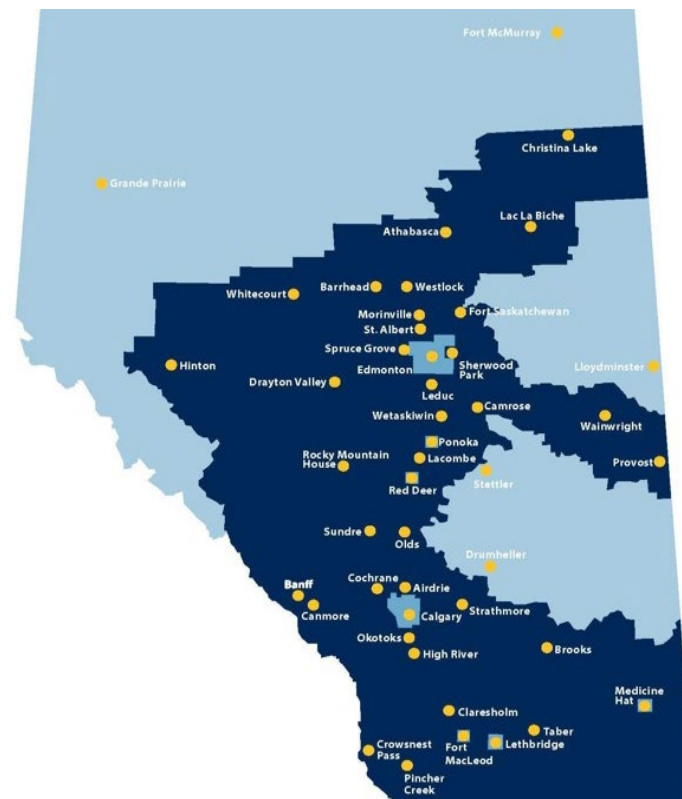 Fort McMurray
Christina Lake
Grande Prairie
Lac La Biche
Athabasca
Barrhead
Westlock
Whitecourt
Fort Saskatchewan
Morinville
St. Albert
Spruce Grove
Edmonton
Sherwood
Park
Hinton
Lloydminster
Drayton Valley
Leduc
Camrose
Wetaskiwin
Wainwright
Ponoka
Rocky Mountain
House
Lacombe
Provost
Red Deer
Stettler
Sundre
Olds
Drumheller
Banff
Cochrane
Airdrie
Canmore
Calgary
Strathmore
Okotoks
High River
Brooks
Medicine
Hat
Claresholm
Taber
Fort
MacLeod
Lethbridge
Crowsnest
Pass
Pincher
Creek